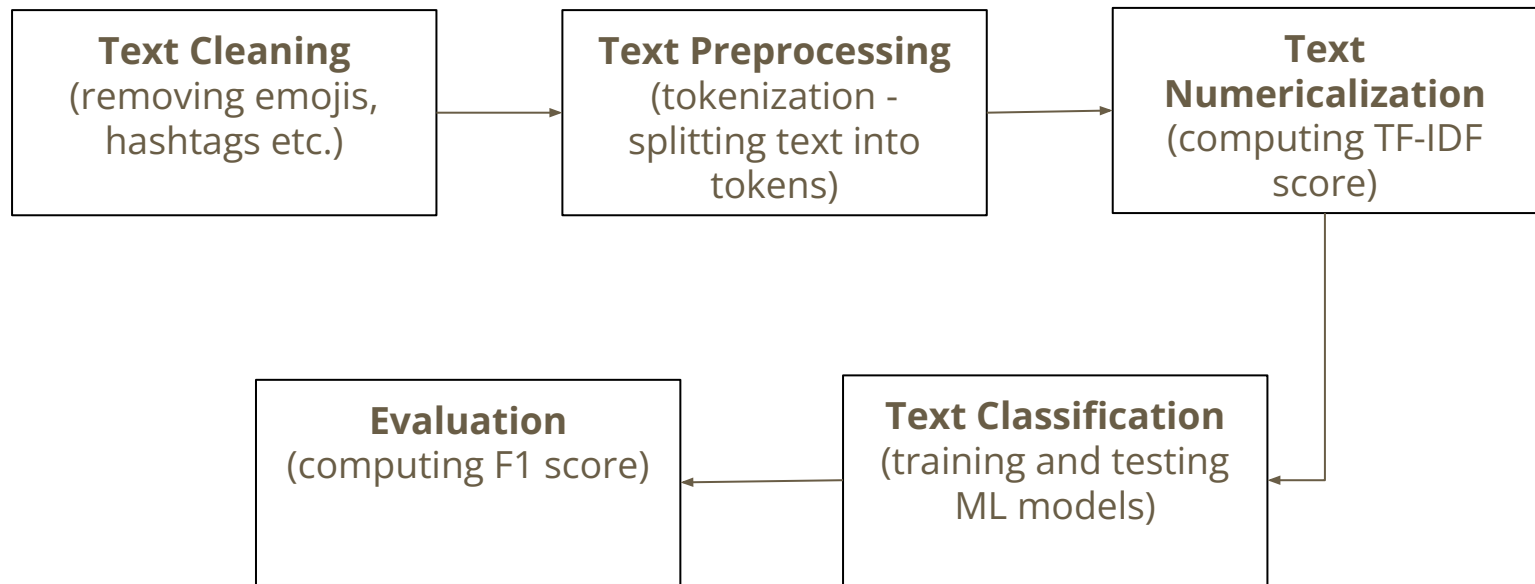 Text Cleaning
(removing emojis,
hashtags etc.)
Text Preprocessing
(tokenization -
splitting text into
tokens)
Text
Numericalization
(computing TF-IDF
score)
Text Classification
(training and testing
ML models)
Evaluation
(computing F1 score)